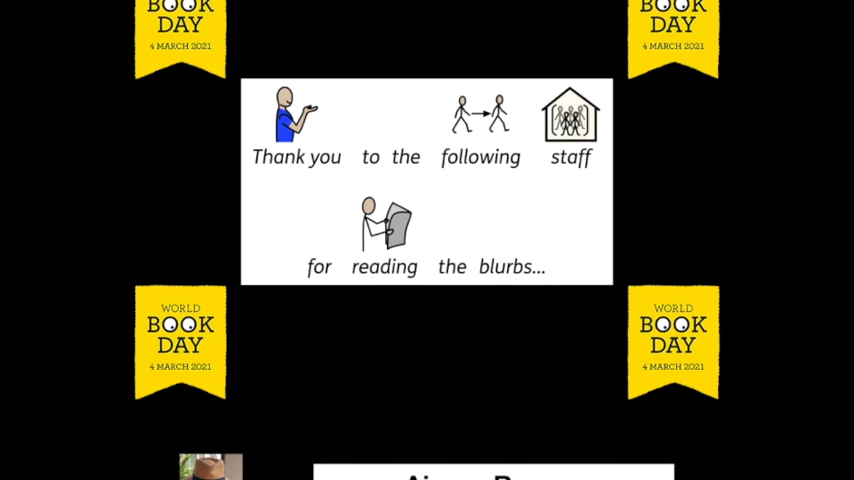 BOOK
DAY
4 MARCH 2021
BOOK
DAY
4 MARCH 2021
Thank you to the following staff
for reading the blurbs...
WORLD
BOOK
DAY
4 MARCH 2021
WORLD
BOOK
DAY
4 MARCH 2021